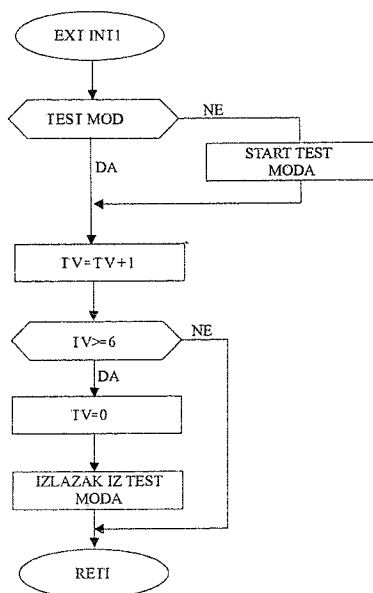 EXT INT1
TEST MOD
NE
START TEST
MODA
DA
TV=TV+1
TV>=6
NE
DA
TV=0
IZLAZAK IZ TEST
MODA
RETI